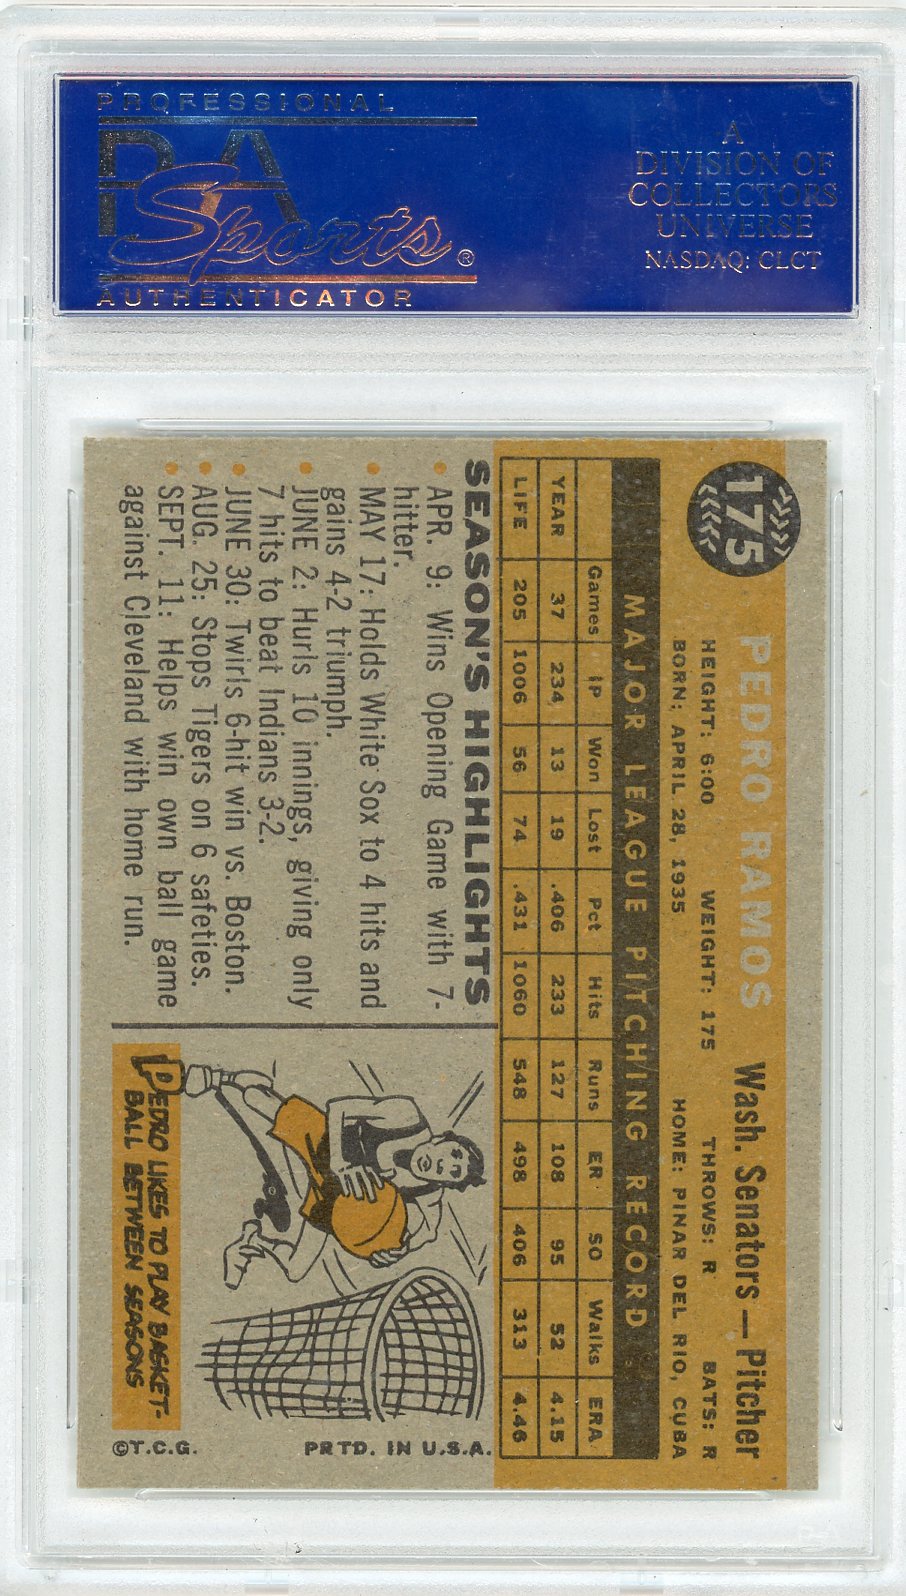 PROFESSIONAL
PSA
Sports®
AUTHENTICATOR
A
DIVISION OF
COLLECTORS
UNIVERSE
NASDAQ: CLCT
175
PEDRO RAMOS Wash. Senators — Pitcher
HEIGHT: 6:00 WEIGHT: 175 THROWS: R BATS: R
BORN: APRIL 28, 1935 HOME: PINAR DEL RIO, CUBA
MAJOR LEAGUE PITCHING RECORD
Games IP Won Lost Pct Hits Runs ER SO Walks ERA
YEAR 37 234 13 19 .406 233 127 108 95 52 4.15
LIFE 205 1006 56 74 .431 1060 548 498 406 313 4.46
SEASON'S HIGHLIGHTS
• APR. 9: Wins Opening Game with 7-
hitter.
• MAY 17: Holds White Sox to 4 hits and
gains 4-2 triumph.
• JUNE 2: Hurls 10 innings, giving only
7 hits to beat Indians 3-2.
• JUNE 30: Twirls 6-hit win vs. Boston.
• AUG. 25: Stops Tigers on 6 safeties.
• SEPT. 11: Helps win own ball game
against Cleveland with home run.
PEDRO LIKES TO PLAY BASKET-
BALL BETWEEN SEASONS
©T.C.G. PRTD. IN U.S.A.